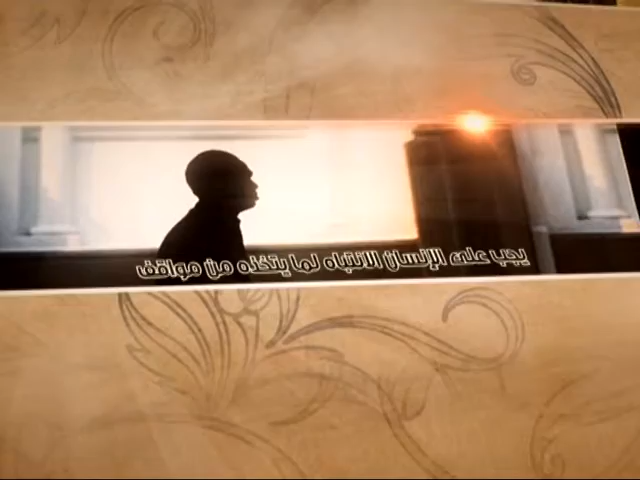 يجب على الإنسان الانتباه لما يتخذه من مواقف